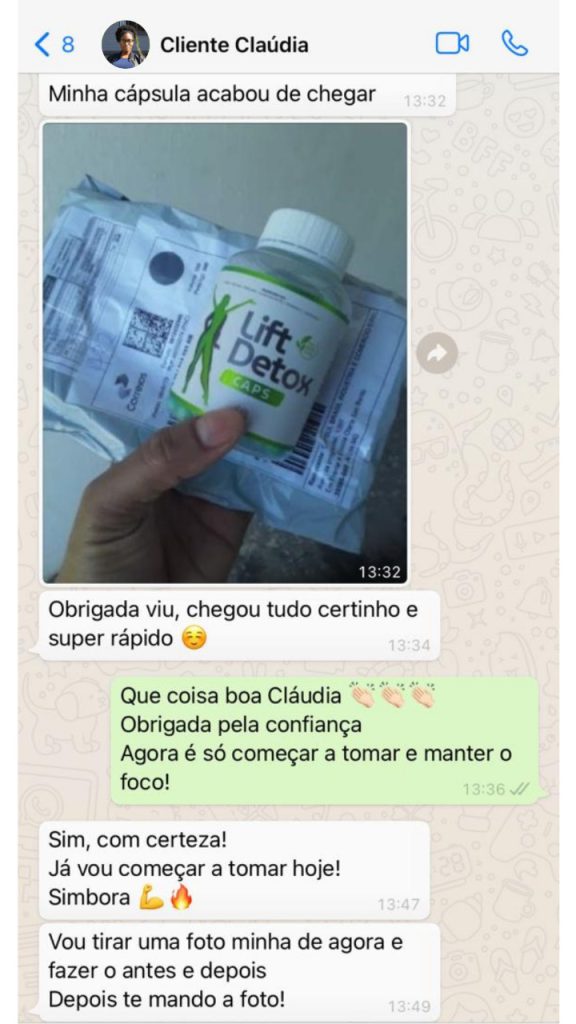 8 Cliente Claúdia
Minha cápsula acabou de chegar 13:32
Lift
Detox
CAPS
Correios
13:32
Obrigada viu, chegou tudo certinho e
super rápido ☺️ 13:34
Que coisa boa Cláudia 👏🏻👏🏻👏🏻
Obrigada pela confiança
Agora é só começar a tomar e manter o
foco! 13:36
Sim, com certeza!
Já vou começar a tomar hoje!
Simbora 💪🔥 13:47
Vou tirar uma foto minha de agora e
fazer o antes e depois
Depois te mando a foto! 13:49